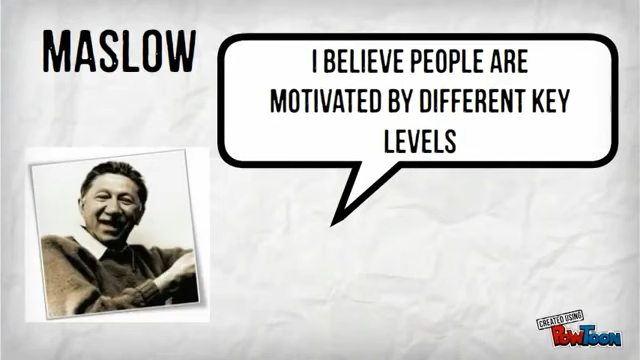 MASLOW
I BELIEVE PEOPLE ARE
MOTIVATED BY DIFFERENT KEY
LEVELS
CREATED USING
POWTOON